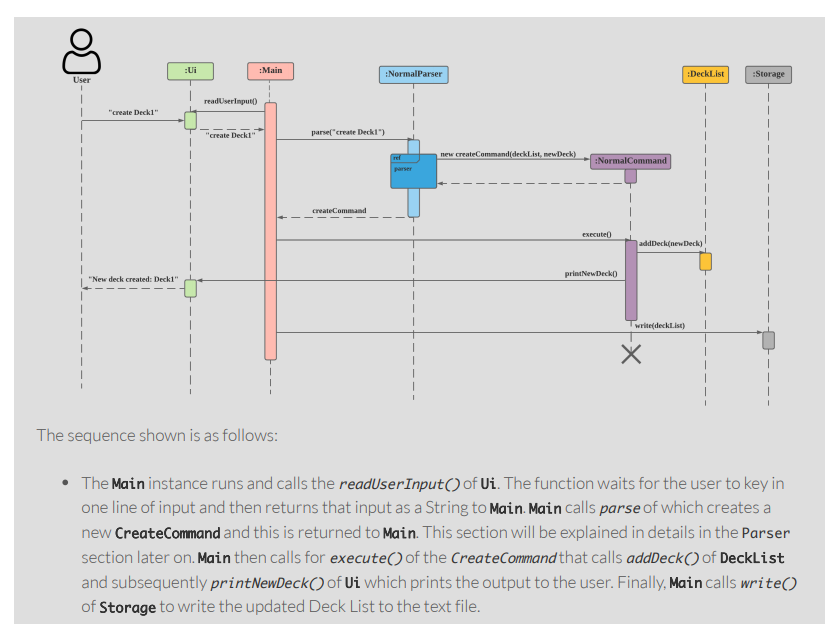 User
:Ui
:Main
:NormalParser
:DeckList
:Storage
readUserInput()
"create Deck1"
"create Deck1"
parse("create Deck1")
ref
parser
new createCommand(deckList, newDeck)
:NormalCommand
createCommand
execute()
addDeck(newDeck)
"New deck created: Deck1"
printNewDeck()
write(deckList)
The sequence shown is as follows:
• The Main instance runs and calls the readUserInput() of Ui. The function waits for the user to key in
one line of input and then returns that input as a String to Main. Main calls parse of which creates a
new CreateCommand and this is returned to Main. This section will be explained in details in the Parser
section later on. Main then calls for execute() of the CreateCommand that calls addDeck() of DeckList
and subsequently printNewDeck() of Ui which prints the output to the user. Finally, Main calls write()
of Storage to write the updated Deck List to the text file.